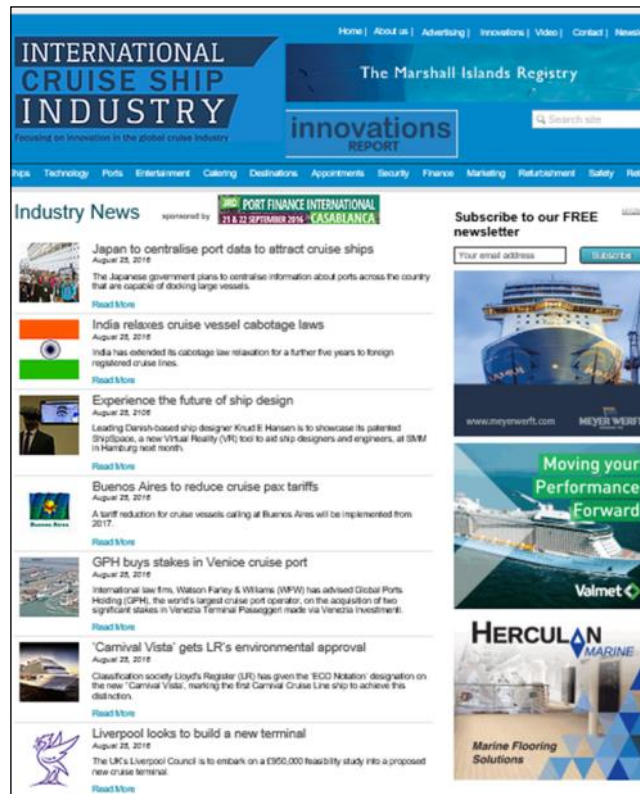 Home | About us | Advertising | Innovations | Video | Contact |
INTERNATIONAL
CRUISE SHIP
INDUSTRY
Focusing on innovation in the global cruise industry
The Marshall Islands Registry
innovations
REPORT
Search site
Technology Ports Entertainment Catering Destinations Appointments Security Finance Marketing Refurbishment Safety
Industry News
sponsored by
3RD PORT FINANCE INTERNATIONAL
21 & 22 SEPTEMBER 2016 CASABLANCA
Japan to centralise port data to attract cruise ships
August 25, 2016
The Japanese government plans to centralise information about ports across the country
that are capable of docking large vessels.
Read More
India relaxes cruise vessel cabotage laws
August 25, 2016
India has extended its cabotage law relaxation for a further five years to foreign
registered cruise lines.
Read More
Experience the future of ship design
August 25, 2106
Leading Danish-based ship designer Knud E Hansen is to showcase its patented
ShipSpace, a new Virtual Reality (VR) tool to aid ship designers and engineers, at SMM
in Hamburg next month.
Read More
Buenos Aires
Buenos Aires to reduce cruise pax tariffs
August 25, 2016
A tariff reduction for cruise vessels calling at Buenos Aires will be implemented from
2017.
Read More
GPH buys stakes in Venice cruise port
August 25, 2016
International law firm, Watson Farley & Williams (WFW) has advised Global Ports
Holding (GPH), the world's largest cruise port operator, on the acquisition of two
significant stakes in Venezia Terminal Passeggeri made via Venezia Investimenti.
Read More
'Carnival Vista' gets LR's environmental approval
August 25, 2016
Classification society Lloyd's Register (LR) has given the 'ECO Notation' designation on
the new 'Carnival Vista', marking the first Carnival Cruise Line ship to achieve this
distinction.
Read More
Liverpool looks to build a new terminal
August 25, 2016
The UK's Liverpool Council is to embark on a £950,000 feasibility study into a proposed
new cruise terminal.
Read More
Subscribe to our FREE
newsletter
Your email address
Subscribe
www.meyerwerft.com
MEYER WERFT
Moving your
Performance
Forward
Valmet
HERCULAN
MARINE
Marine Flooring
Solutions